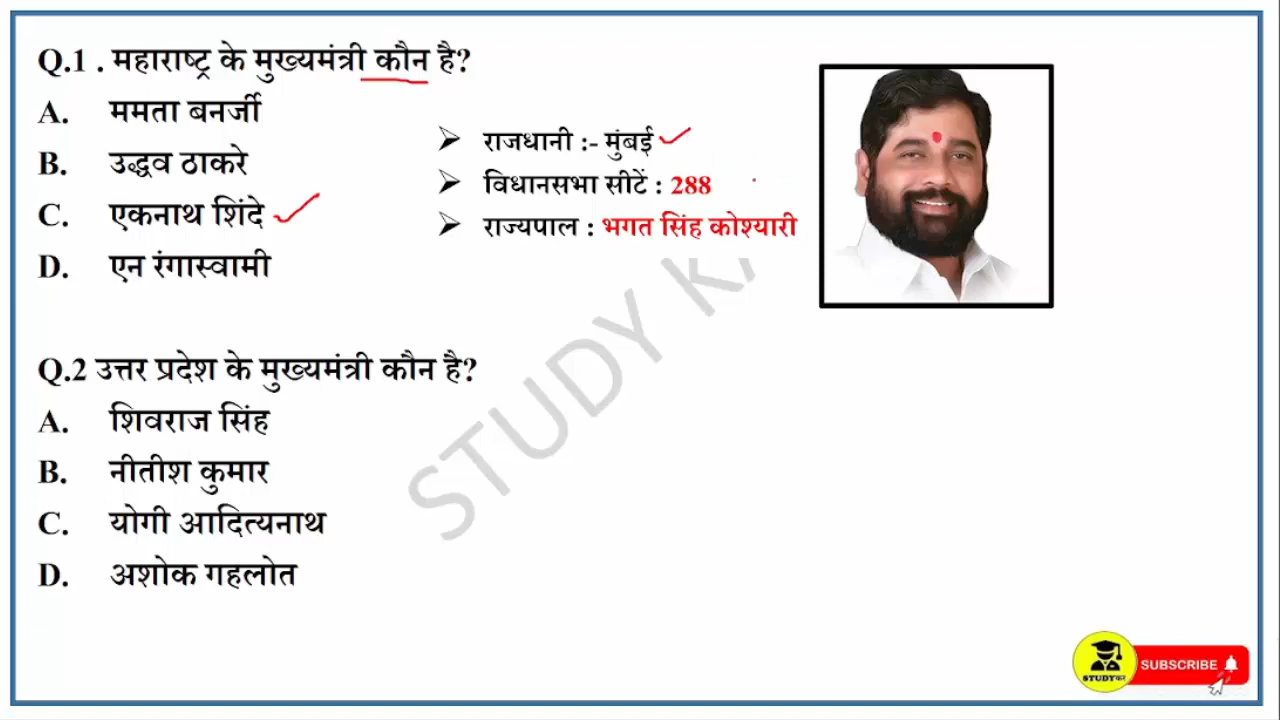 Q.1 . महाराष्ट्र के मुख्यमंत्री कौन है?
A. ममता बनर्जी
B. उद्धव ठाकरे
C. एकनाथ शिंदे
D. एन रंगास्वामी
➢ राजधानी :- मुंबई
➢ विधानसभा सीटें : 288
➢ राज्यपाल : भगत सिंह कोश्यारी
Q.2 उत्तर प्रदेश के मुख्यमंत्री कौन है?
A. शिवराज सिंह
B. नीतीश कुमार
C. योगी आदित्यनाथ
D. अशोक गहलोत
STUDY
STUDYकर
SUBSCRIBE